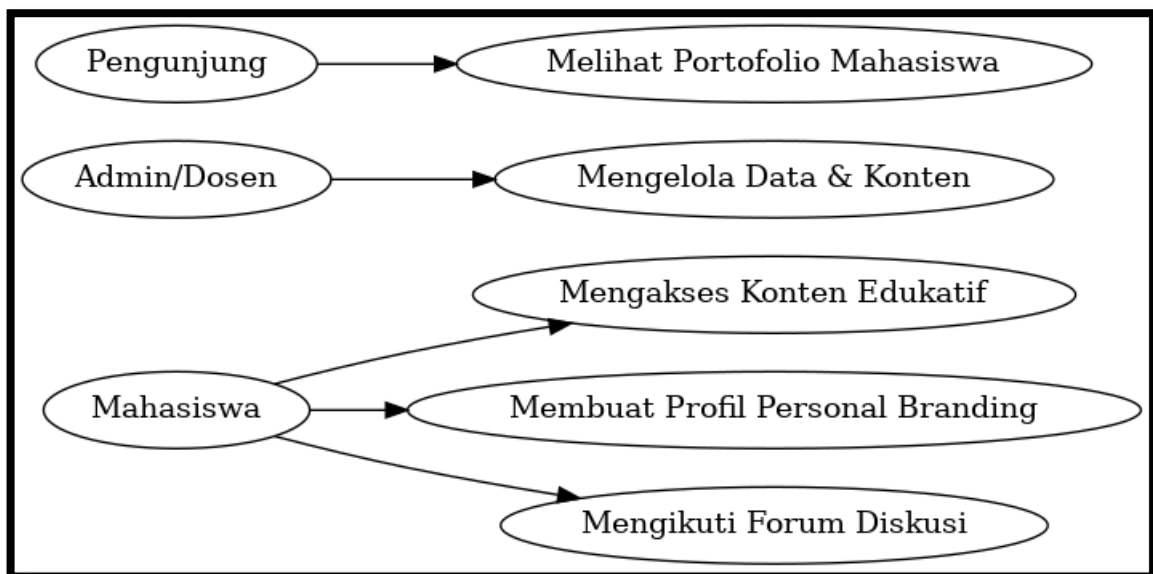 Pengunjung
Melihat Portofolio Mahasiswa
Admin/Dosen
Mengelola Data & Konten
Mengakses Konten Edukatif
Mahasiswa
Membuat Profil Personal Branding
Mengikuti Forum Diskusi